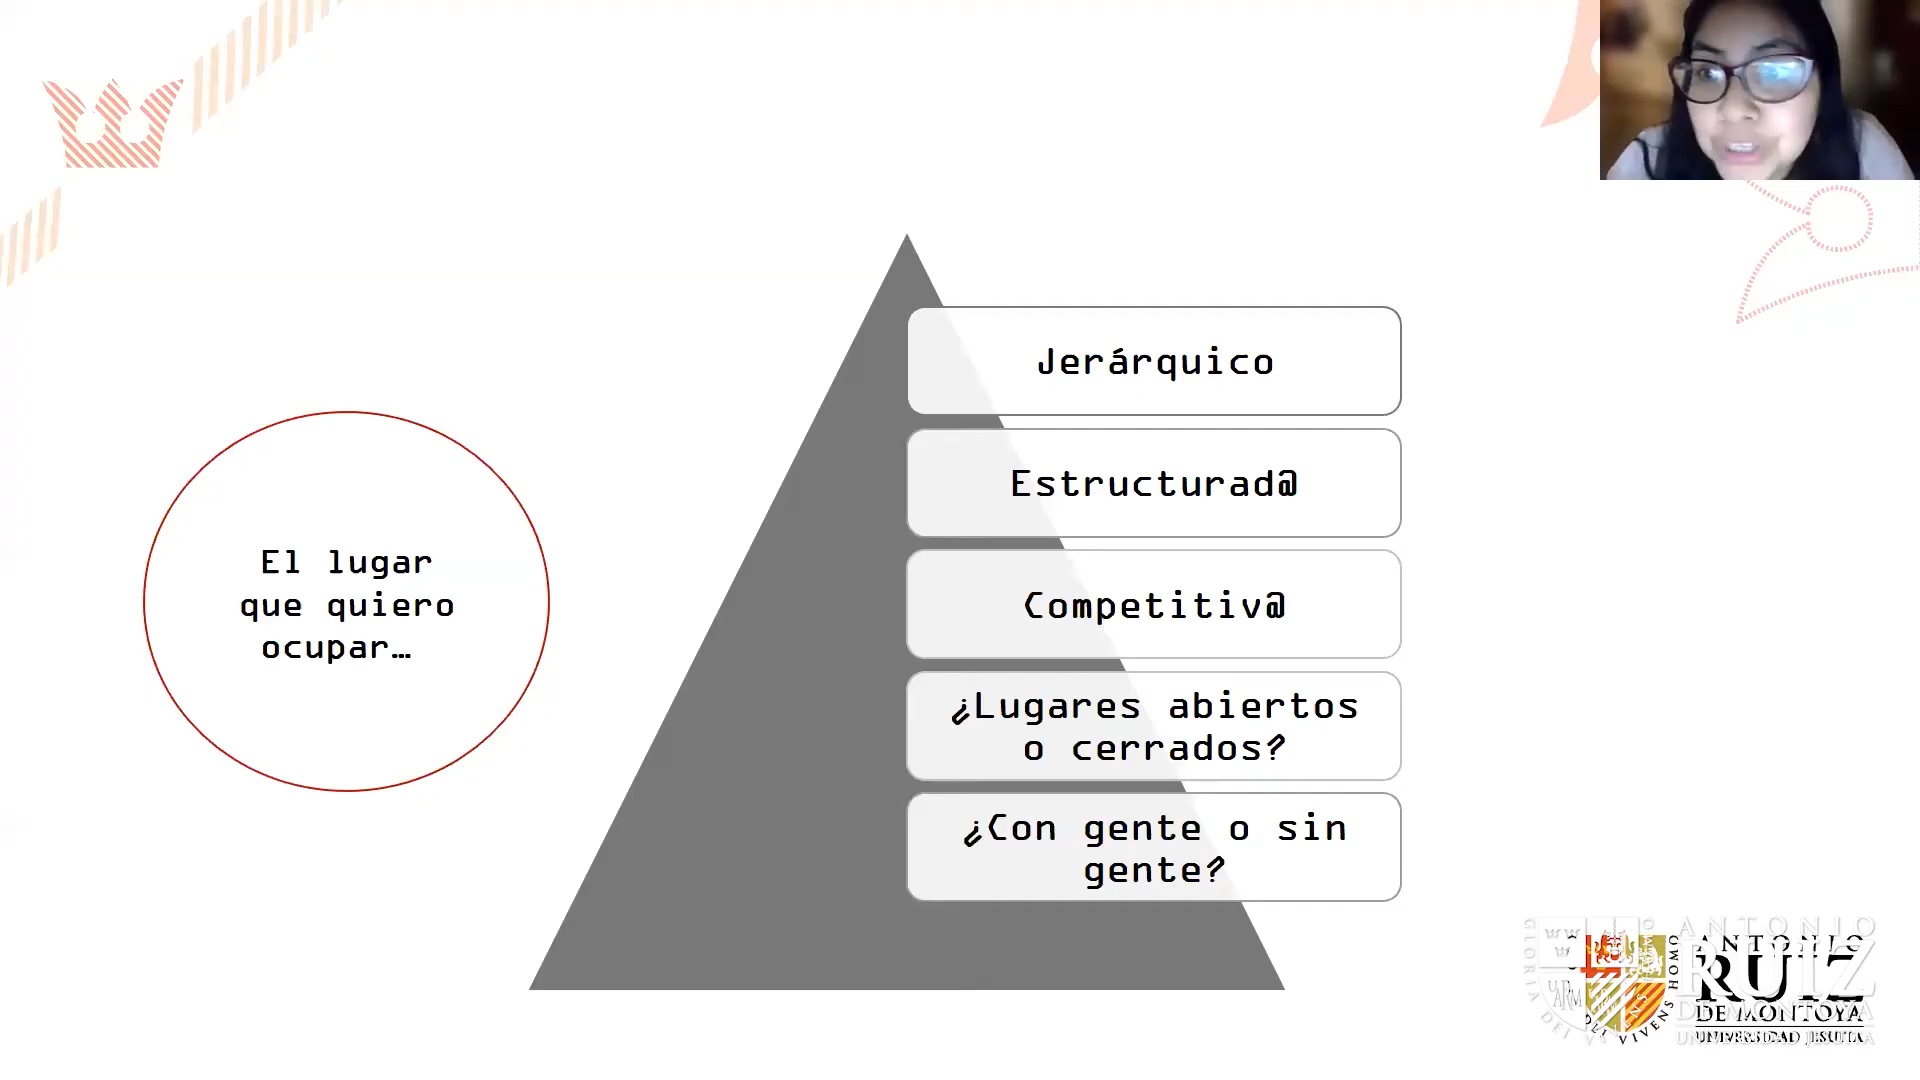 El lugar
que quiero
ocupar…
Jerárquico
Estructurad@
Competitiv@
¿Lugares abiertos
o cerrados?
¿Con gente o sin
gente?
ANTONIO
RUIZ
DE MONTOYA
UNIVERSIDAD JESUITA